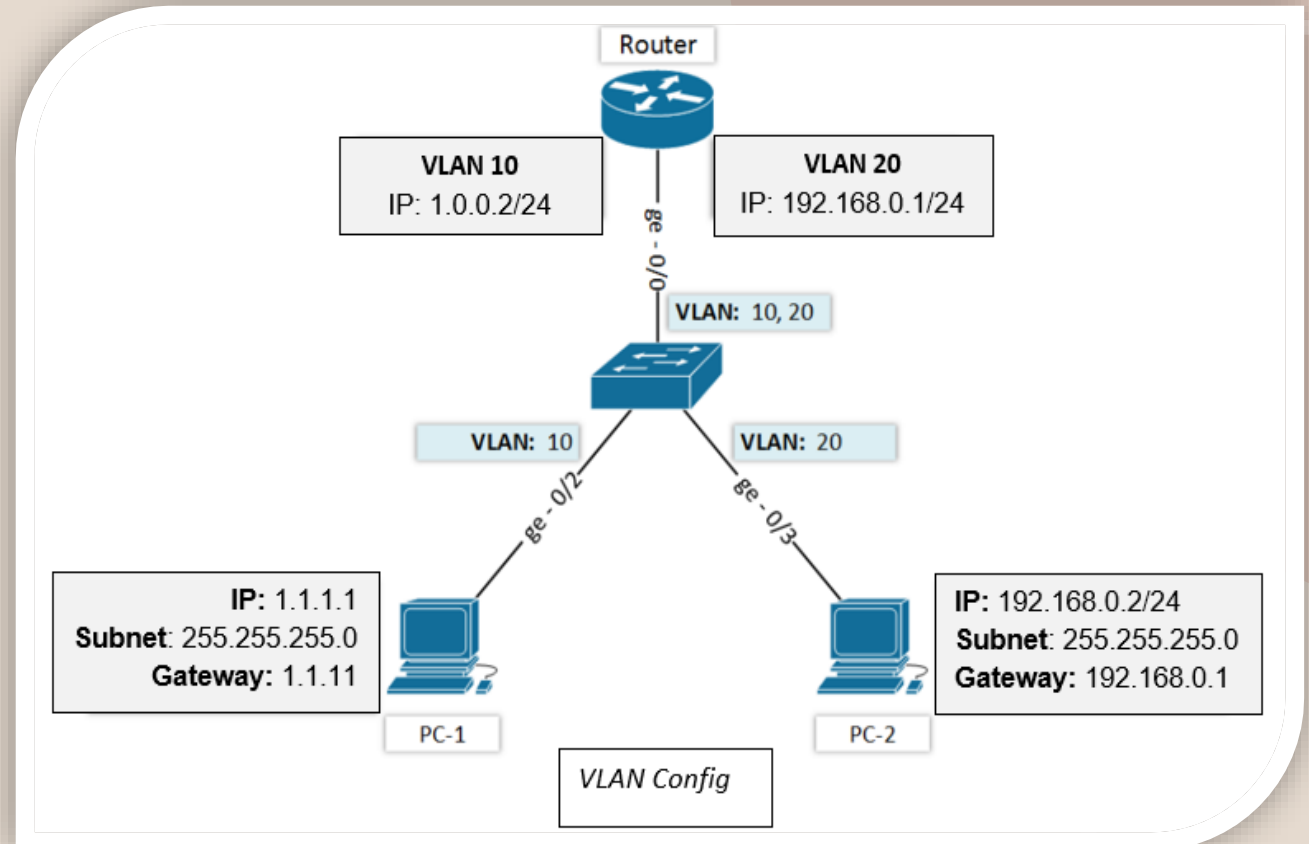 Router
VLAN 10
IP: 1.0.0.2/24
VLAN 20
IP: 192.168.0.1/24
ge - 0/0
VLAN: 10, 20
VLAN: 10
VLAN: 20
ge - 0/2
ge - 0/3
IP: 1.1.1.1
Subnet: 255.255.255.0
Gateway: 1.1.11
IP: 192.168.0.2/24
Subnet: 255.255.255.0
Gateway: 192.168.0.1
PC-1
PC-2
VLAN Config